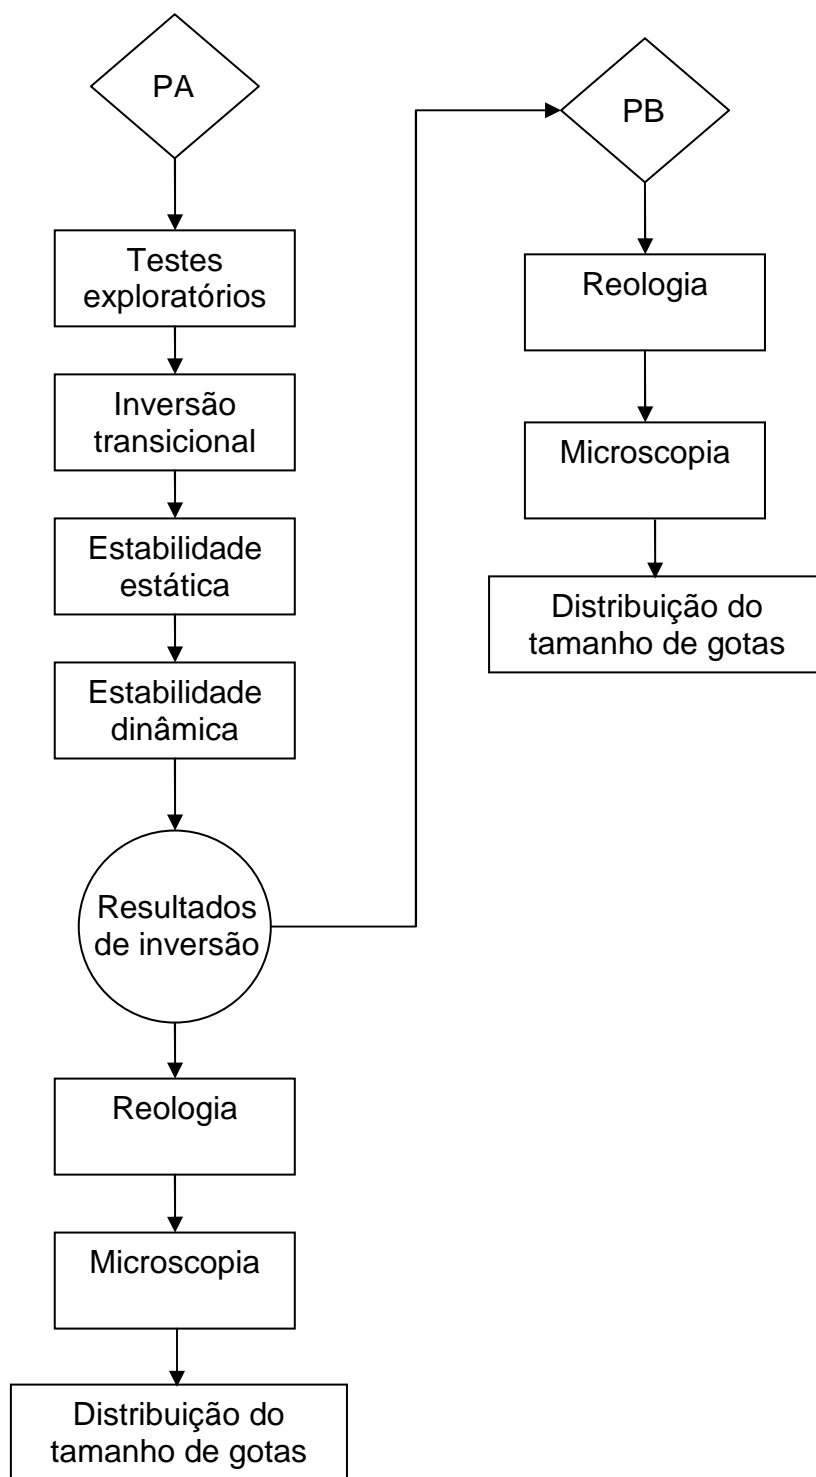 PA
Testes
exploratórios
Inversão
transicional
Estabilidade
estática
Estabilidade
dinâmica
Resultados
de inversão
Reologia
Microscopia
Distribuição do
tamanho de gotas
PB
Reologia
Microscopia
Distribuição do
tamanho de gotas